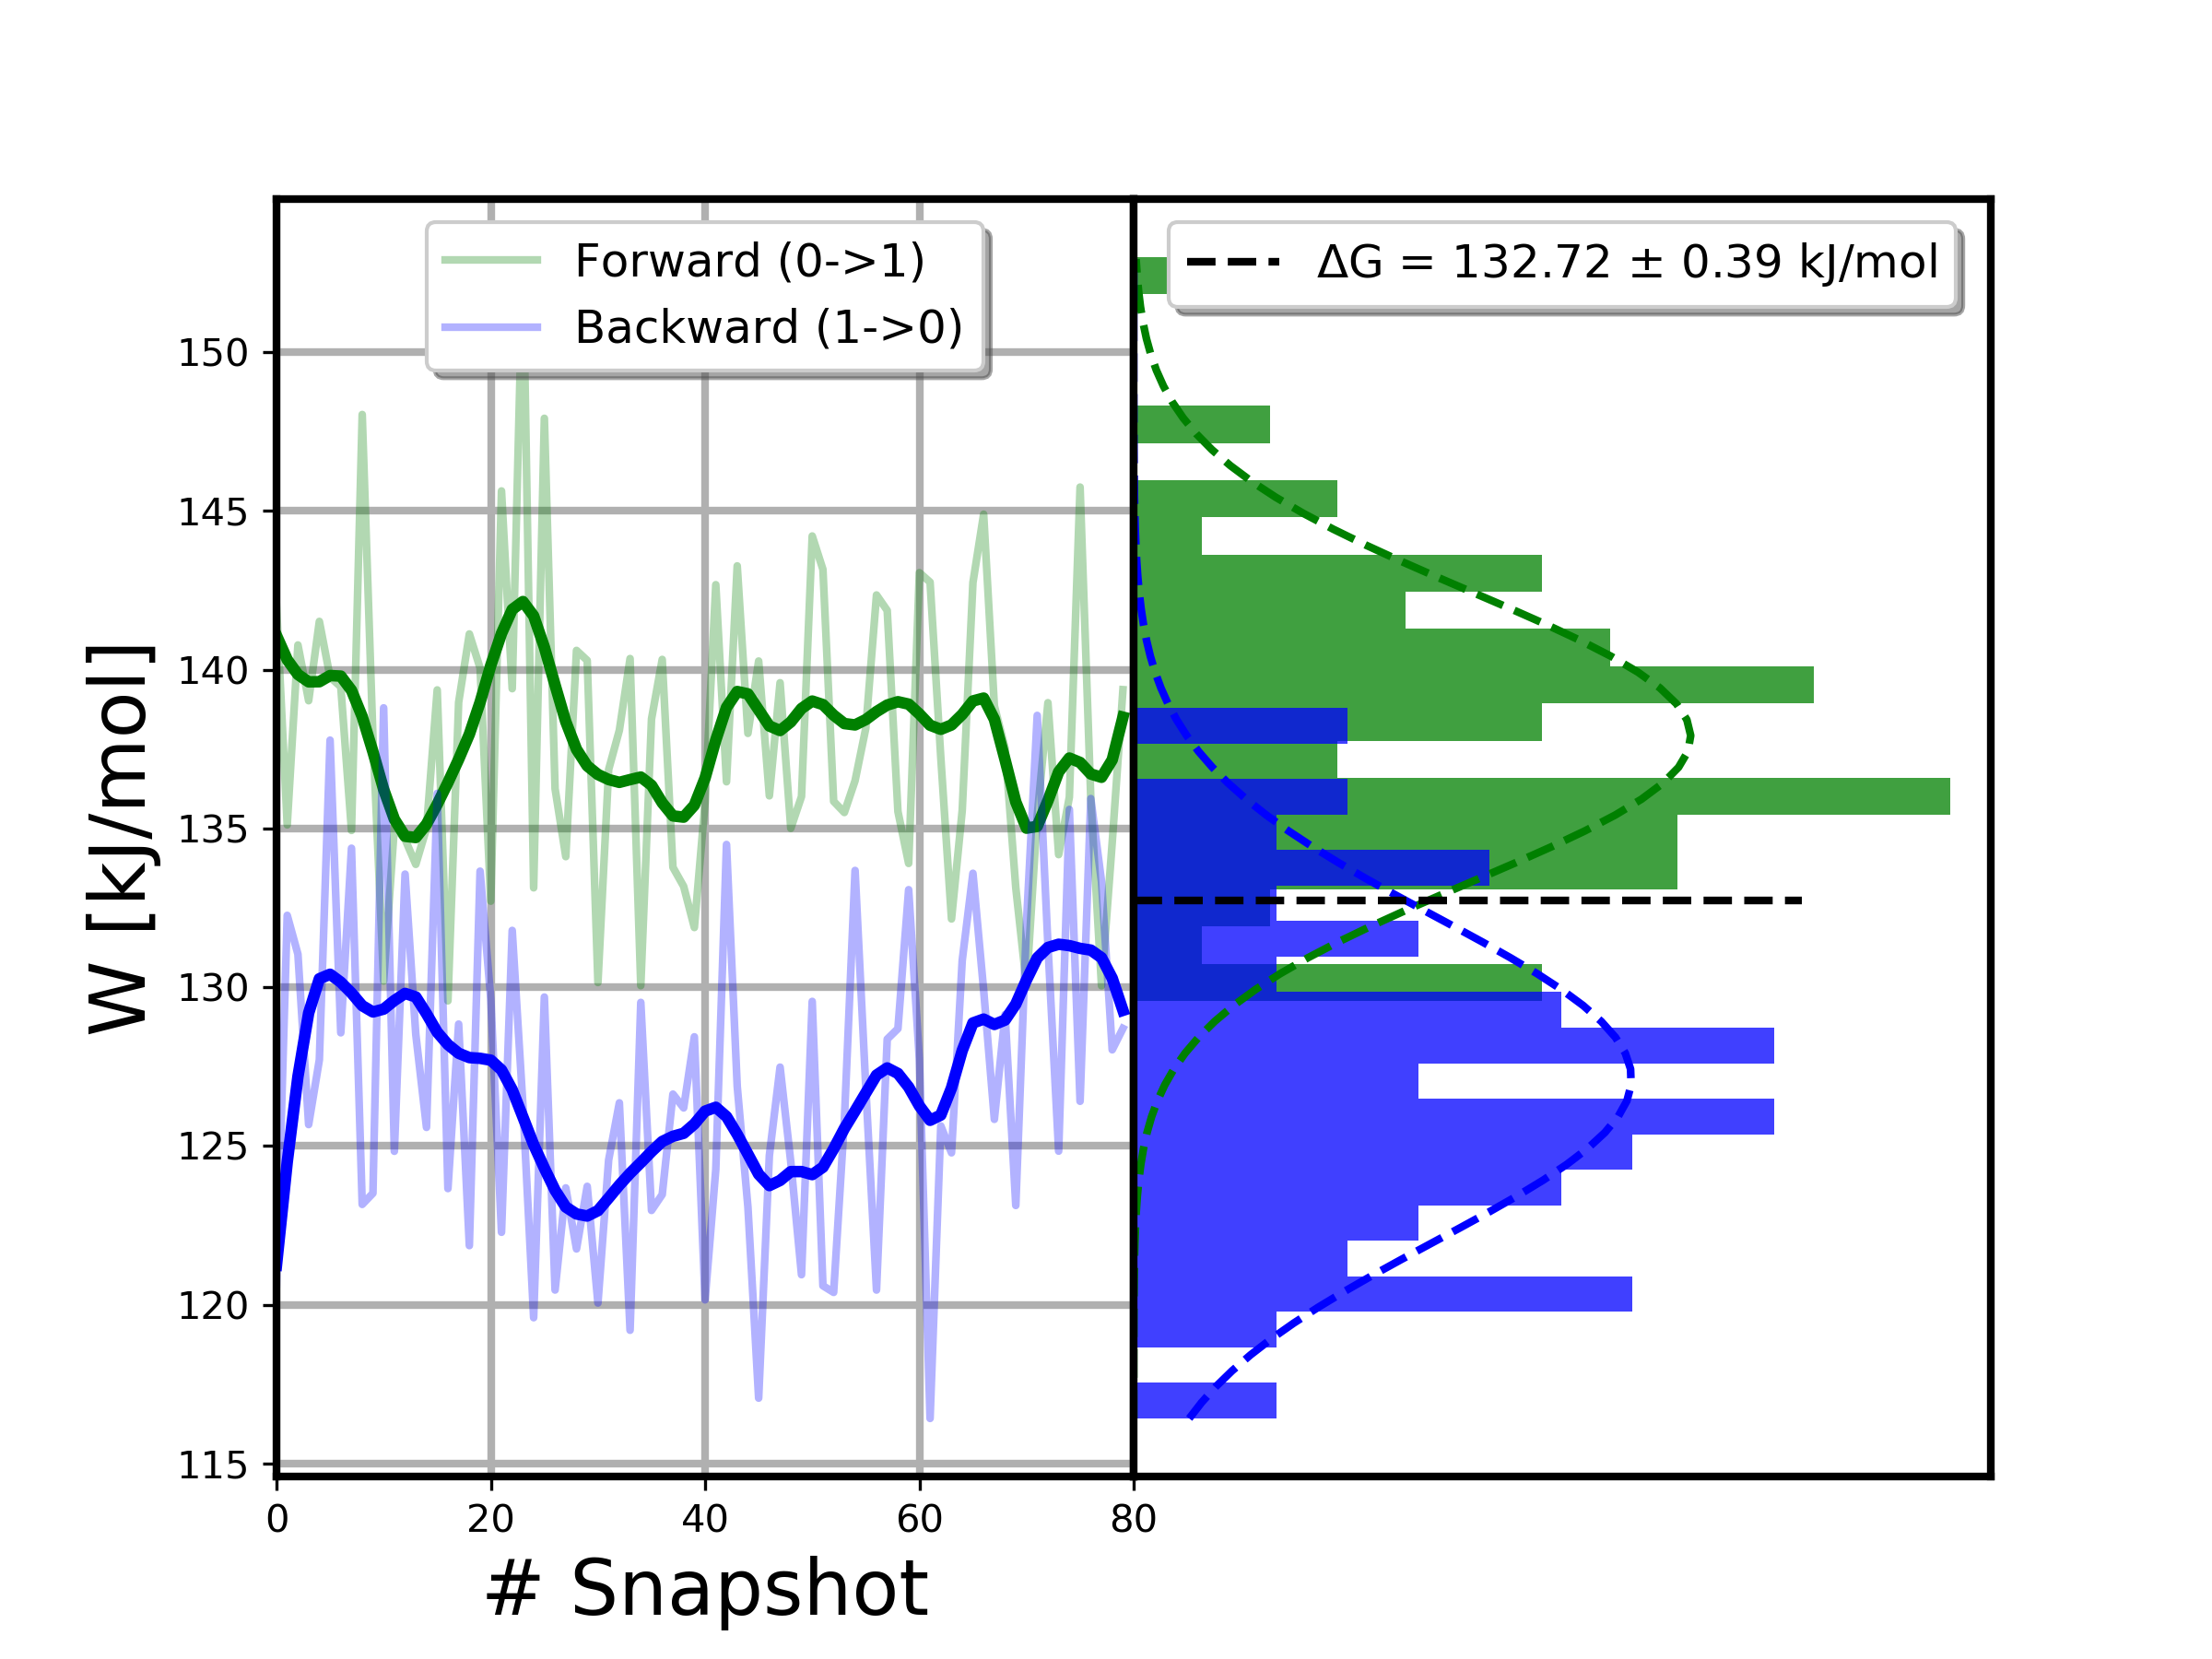 Forward (0->1)
Backward (1->0)
ΔG = 132.72 ± 0.39 kJ/mol
W [kJ/mol]
150
145
140
135
130
125
120
115
0 20 40 60 80
# Snapshot